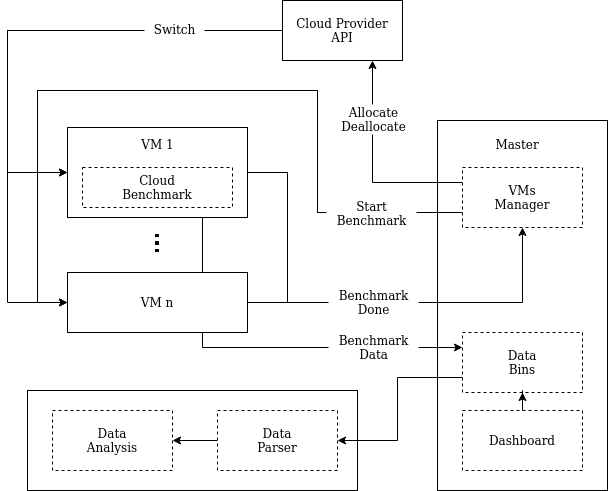 Cloud Provider
API
Switch
Allocate
Deallocate
Master
VM 1
Cloud
Benchmark
VMs
Manager
Start
Benchmark
VM n
Benchmark
Done
Benchmark
Data
Data
Bins
Data
Analysis
Data
Parser
Dashboard